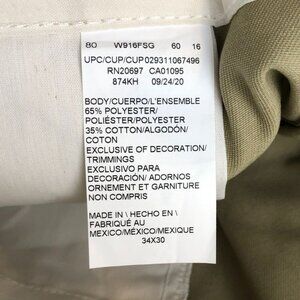 80 W916FSG 60 16
UPC/CUP/CUP029311067496
RN20697 CA01095
874KH 09/24/20
BODY/CUERPO/L'ENSEMBLE
65% POLYESTER/
POLIÉSTER/POLYESTER
35% COTTON/ALGODÓN/
COTON
EXCLUSIVE OF DECORATION/
TRIMMINGS
EXCLUSIVO PARA
DECORACIÓN/ ADORNOS
ORNEMENT ET GARNITURE
NON COMPRIS
MADE IN \ HECHO EN \
FABRIQUÉ AU
MEXICO/MÉXICO/MEXIQUE
34X30